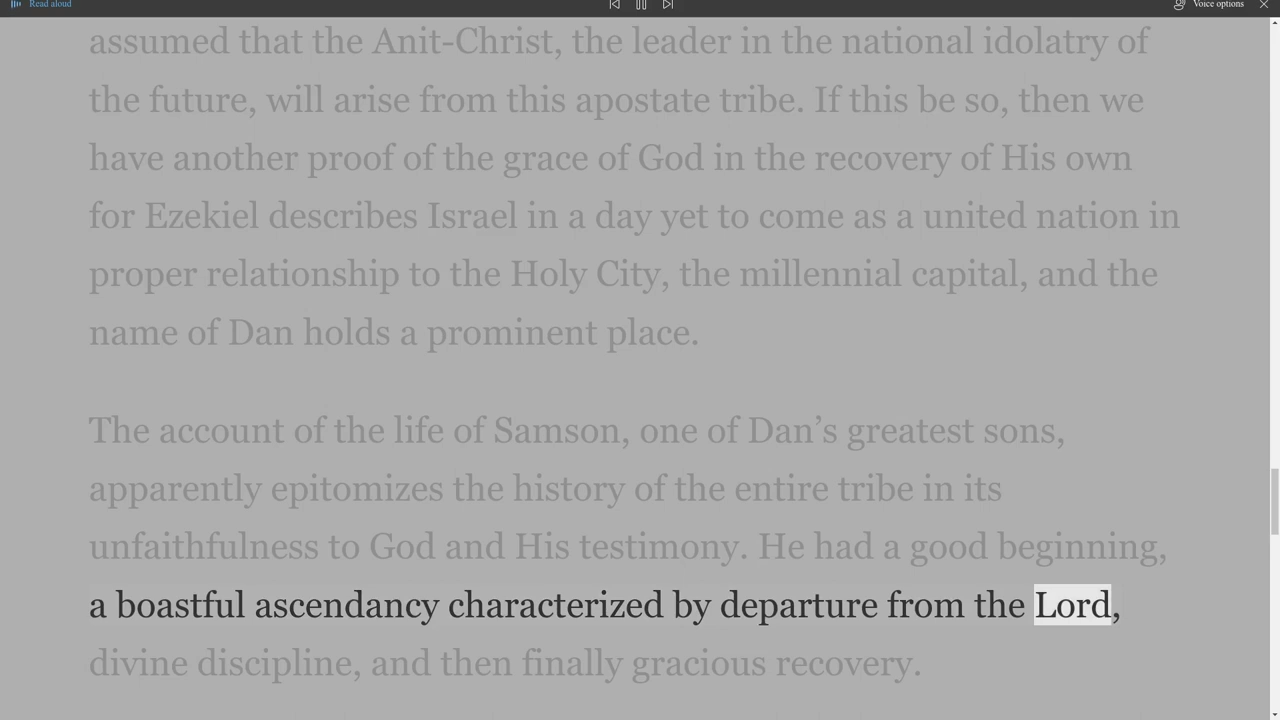 Read aloud
Voice options
assumed that the Anit-Christ, the leader in the national idolatry of
the future, will arise from this apostate tribe. If this be so, then we
have another proof of the grace of God in the recovery of His own
for Ezekiel describes Israel in a day yet to come as a united nation in
proper relationship to the Holy City, the millennial capital, and the
name of Dan holds a prominent place.
The account of the life of Samson, one of Dan’s greatest sons,
apparently epitomizes the history of the entire tribe in its
unfaithfulness to God and His testimony. He had a good beginning,
a boastful ascendancy characterized by departure from the Lord,
divine discipline, and then finally gracious recovery.